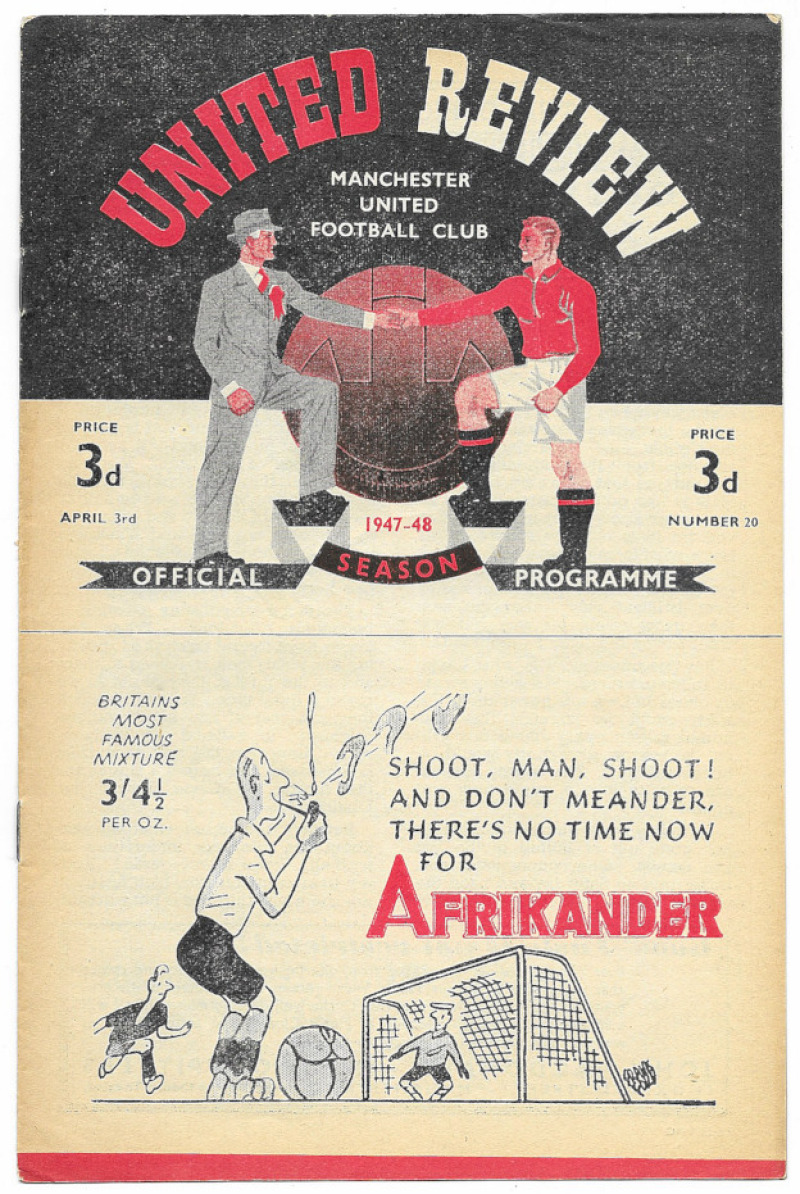 UNITED REVIEW
MANCHESTER
UNITED
FOOTBALL CLUB
PRICE
3d
APRIL 3rd
PRICE
3d
NUMBER 20
1947-48
OFFICIAL SEASON PROGRAMME
BRITAINS
MOST
FAMOUS
MIXTURE
3/4½
PER OZ.
SHOOT, MAN, SHOOT!
AND DON'T MEANDER,
THERE'S NO TIME NOW
FOR
AFRIKANDER